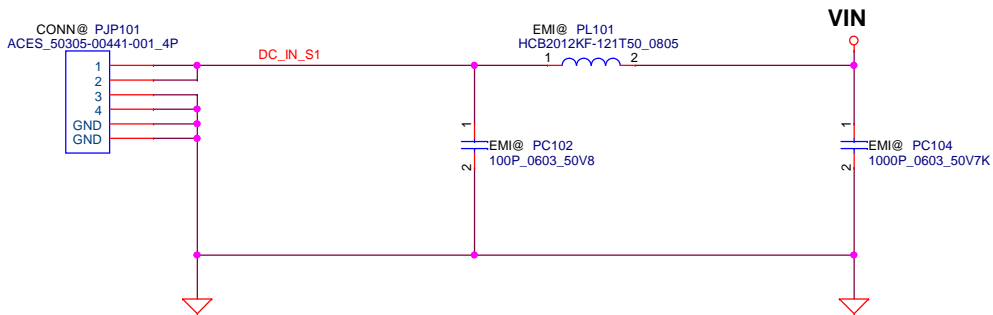 CONN@ PJP101
ACES_50305-00441-001_4P
1
2
3
4
GND
GND
DC_IN_S1
EMI@ PL101
HCB2012KF-121T50_0805
1
2
VIN
1
2
EMI@ PC102
100P_0603_50V8
1
2
EMI@ PC104
1000P_0603_50V7K